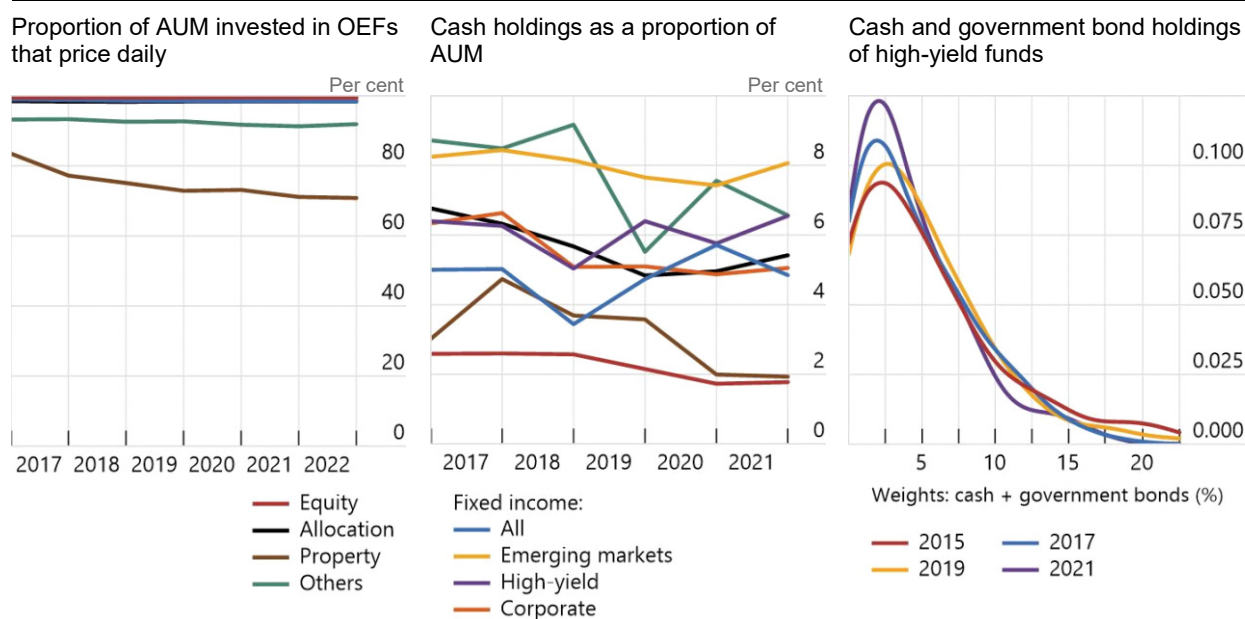 Proportion of AUM invested in OEFs
that price daily
Per cent
80
60
40
20
0
2017 2018 2019 2020 2021 2022
Equity
Allocation
Property
Others
Cash holdings as a proportion of
AUM
Per cent
8
6
4
2
0
2017 2018 2019 2020 2021
Fixed income:
All
Emerging markets
High-yield
Corporate
Cash and government bond holdings
of high-yield funds
0.100
0.075
0.050
0.025
0.000
5 10 15 20
Weights: cash + government bonds (%)
2015 2017
2019 2021